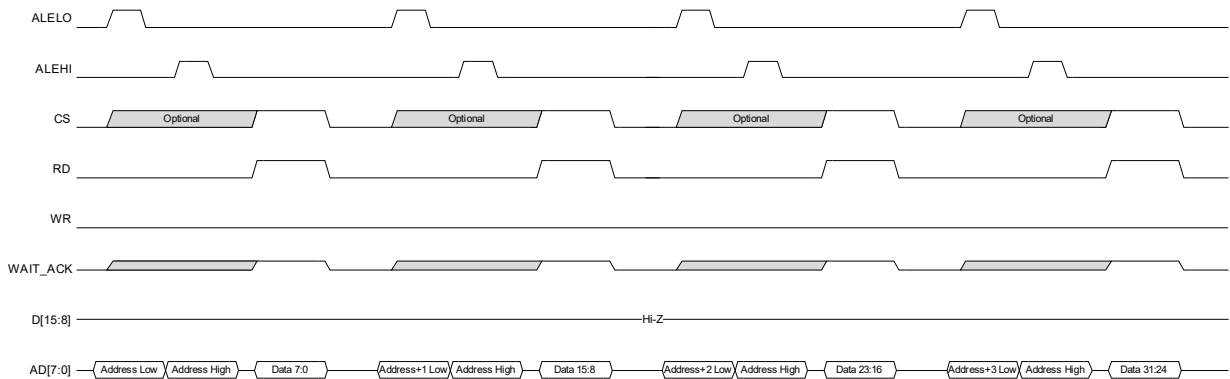 ALELO
ALEHI
CS Optional Optional Optional Optional
RD
WR
WAIT_ACK
D[15:8] Hi-Z
AD[7:0] Address Low Address High Data 7:0 Address+1 Low Address High Data 15:8 Address+2 Low Address High Data 23:16 Address+3 Low Address High Data 31:24